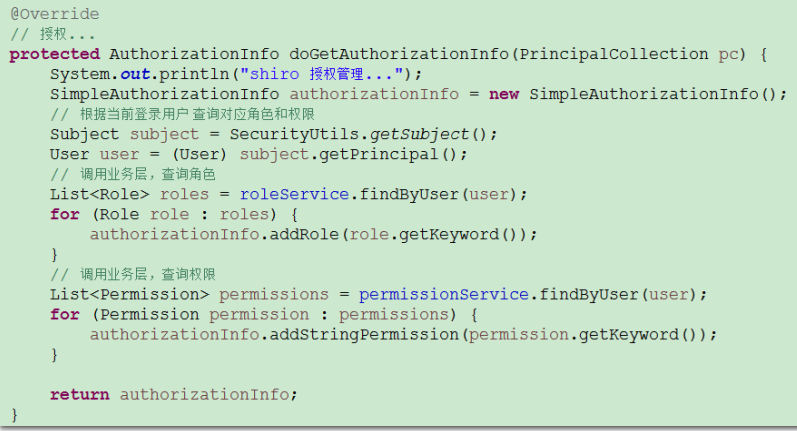 @Override
// 授权...
protected AuthorizationInfo doGetAuthorizationInfo(PrincipalCollection pc) {
    System.out.println("shiro 授权管理...");
    SimpleAuthorizationInfo authorizationInfo = new SimpleAuthorizationInfo();
    // 根据当前登录用户 查询对应角色和权限
    Subject subject = SecurityUtils.getSubject();
    User user = (User) subject.getPrincipal();
    // 调用业务层，查询角色
    List<Role> roles = roleService.findByUser(user);
    for (Role role : roles) {
        authorizationInfo.addRole(role.getKeyword());
    }
    // 调用业务层，查询权限
    List<Permission> permissions = permissionService.findByUser(user);
    for (Permission permission : permissions) {
        authorizationInfo.addStringPermission(permission.getKeyword());
    }
    return authorizationInfo;
}